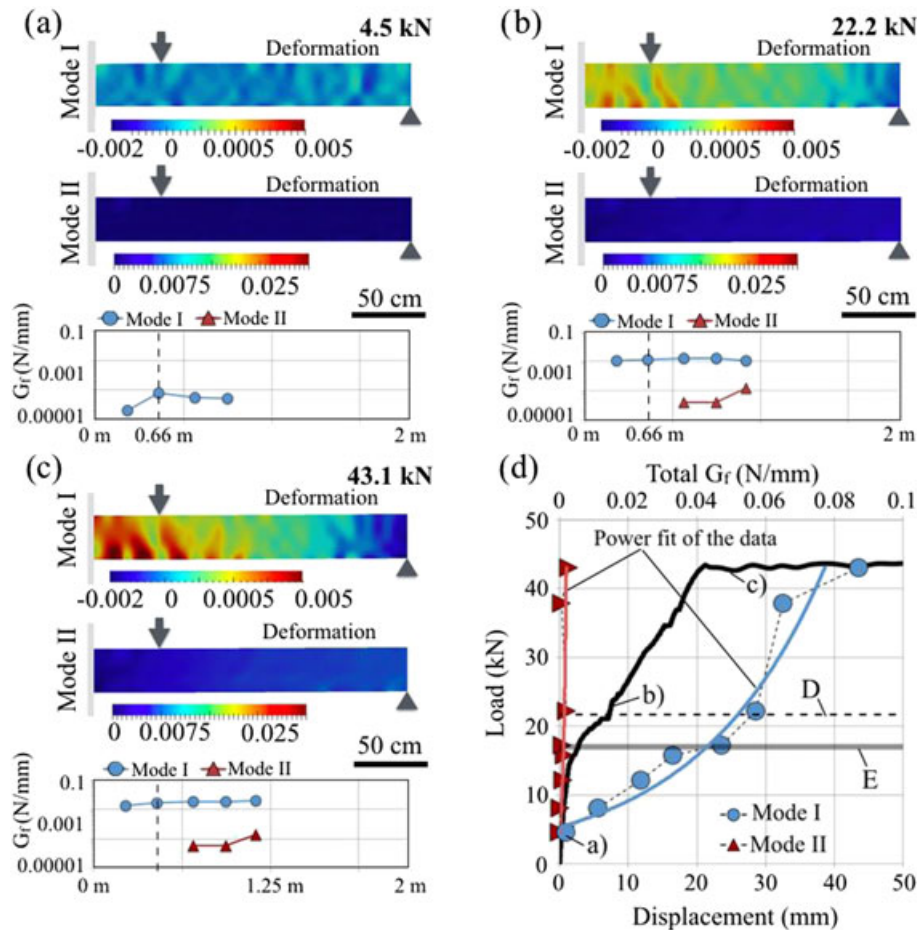 (a)
4.5 kN
Deformation
Mode I
-0.002 0 0.0005 0.005
Deformation
Mode II
0 0.0075 0.025
50 cm
Mode I Mode II
Gf (N/mm)
0.1
0.001
0.00001
0 m 0.66 m 2 m
(b)
22.2 kN
Deformation
Mode I
-0.002 0 0.0005 0.005
Deformation
Mode II
0 0.0075 0.025
50 cm
Mode I Mode II
Gf (N/mm)
0.1
0.001
0.00001
0 m 0.66 m 2 m
(c)
43.1 kN
Deformation
Mode I
-0.002 0 0.0005 0.005
Deformation
Mode II
0 0.0075 0.025
50 cm
Mode I Mode II
Gf (N/mm)
0.1
0.001
0.00001
0 m 1.25 m 2 m
(d)
Total Gf (N/mm)
0 0.02 0.04 0.06 0.08 0.1
50
Power fit of the data
40
c)
30
Load (kN)
b)
D
20
E
10
Mode I
a)
Mode II
0
0 10 20 30 40 50
Displacement (mm)